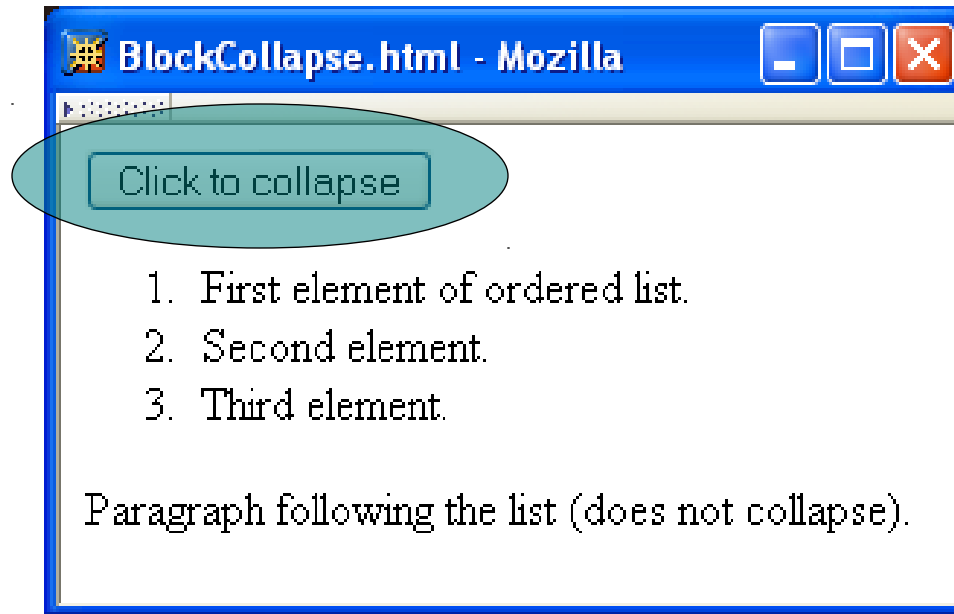 BlockCollapse.html - Mozilla
Click to collapse
1. First element of ordered list.
2. Second element.
3. Third element.
Paragraph following the list (does not collapse).